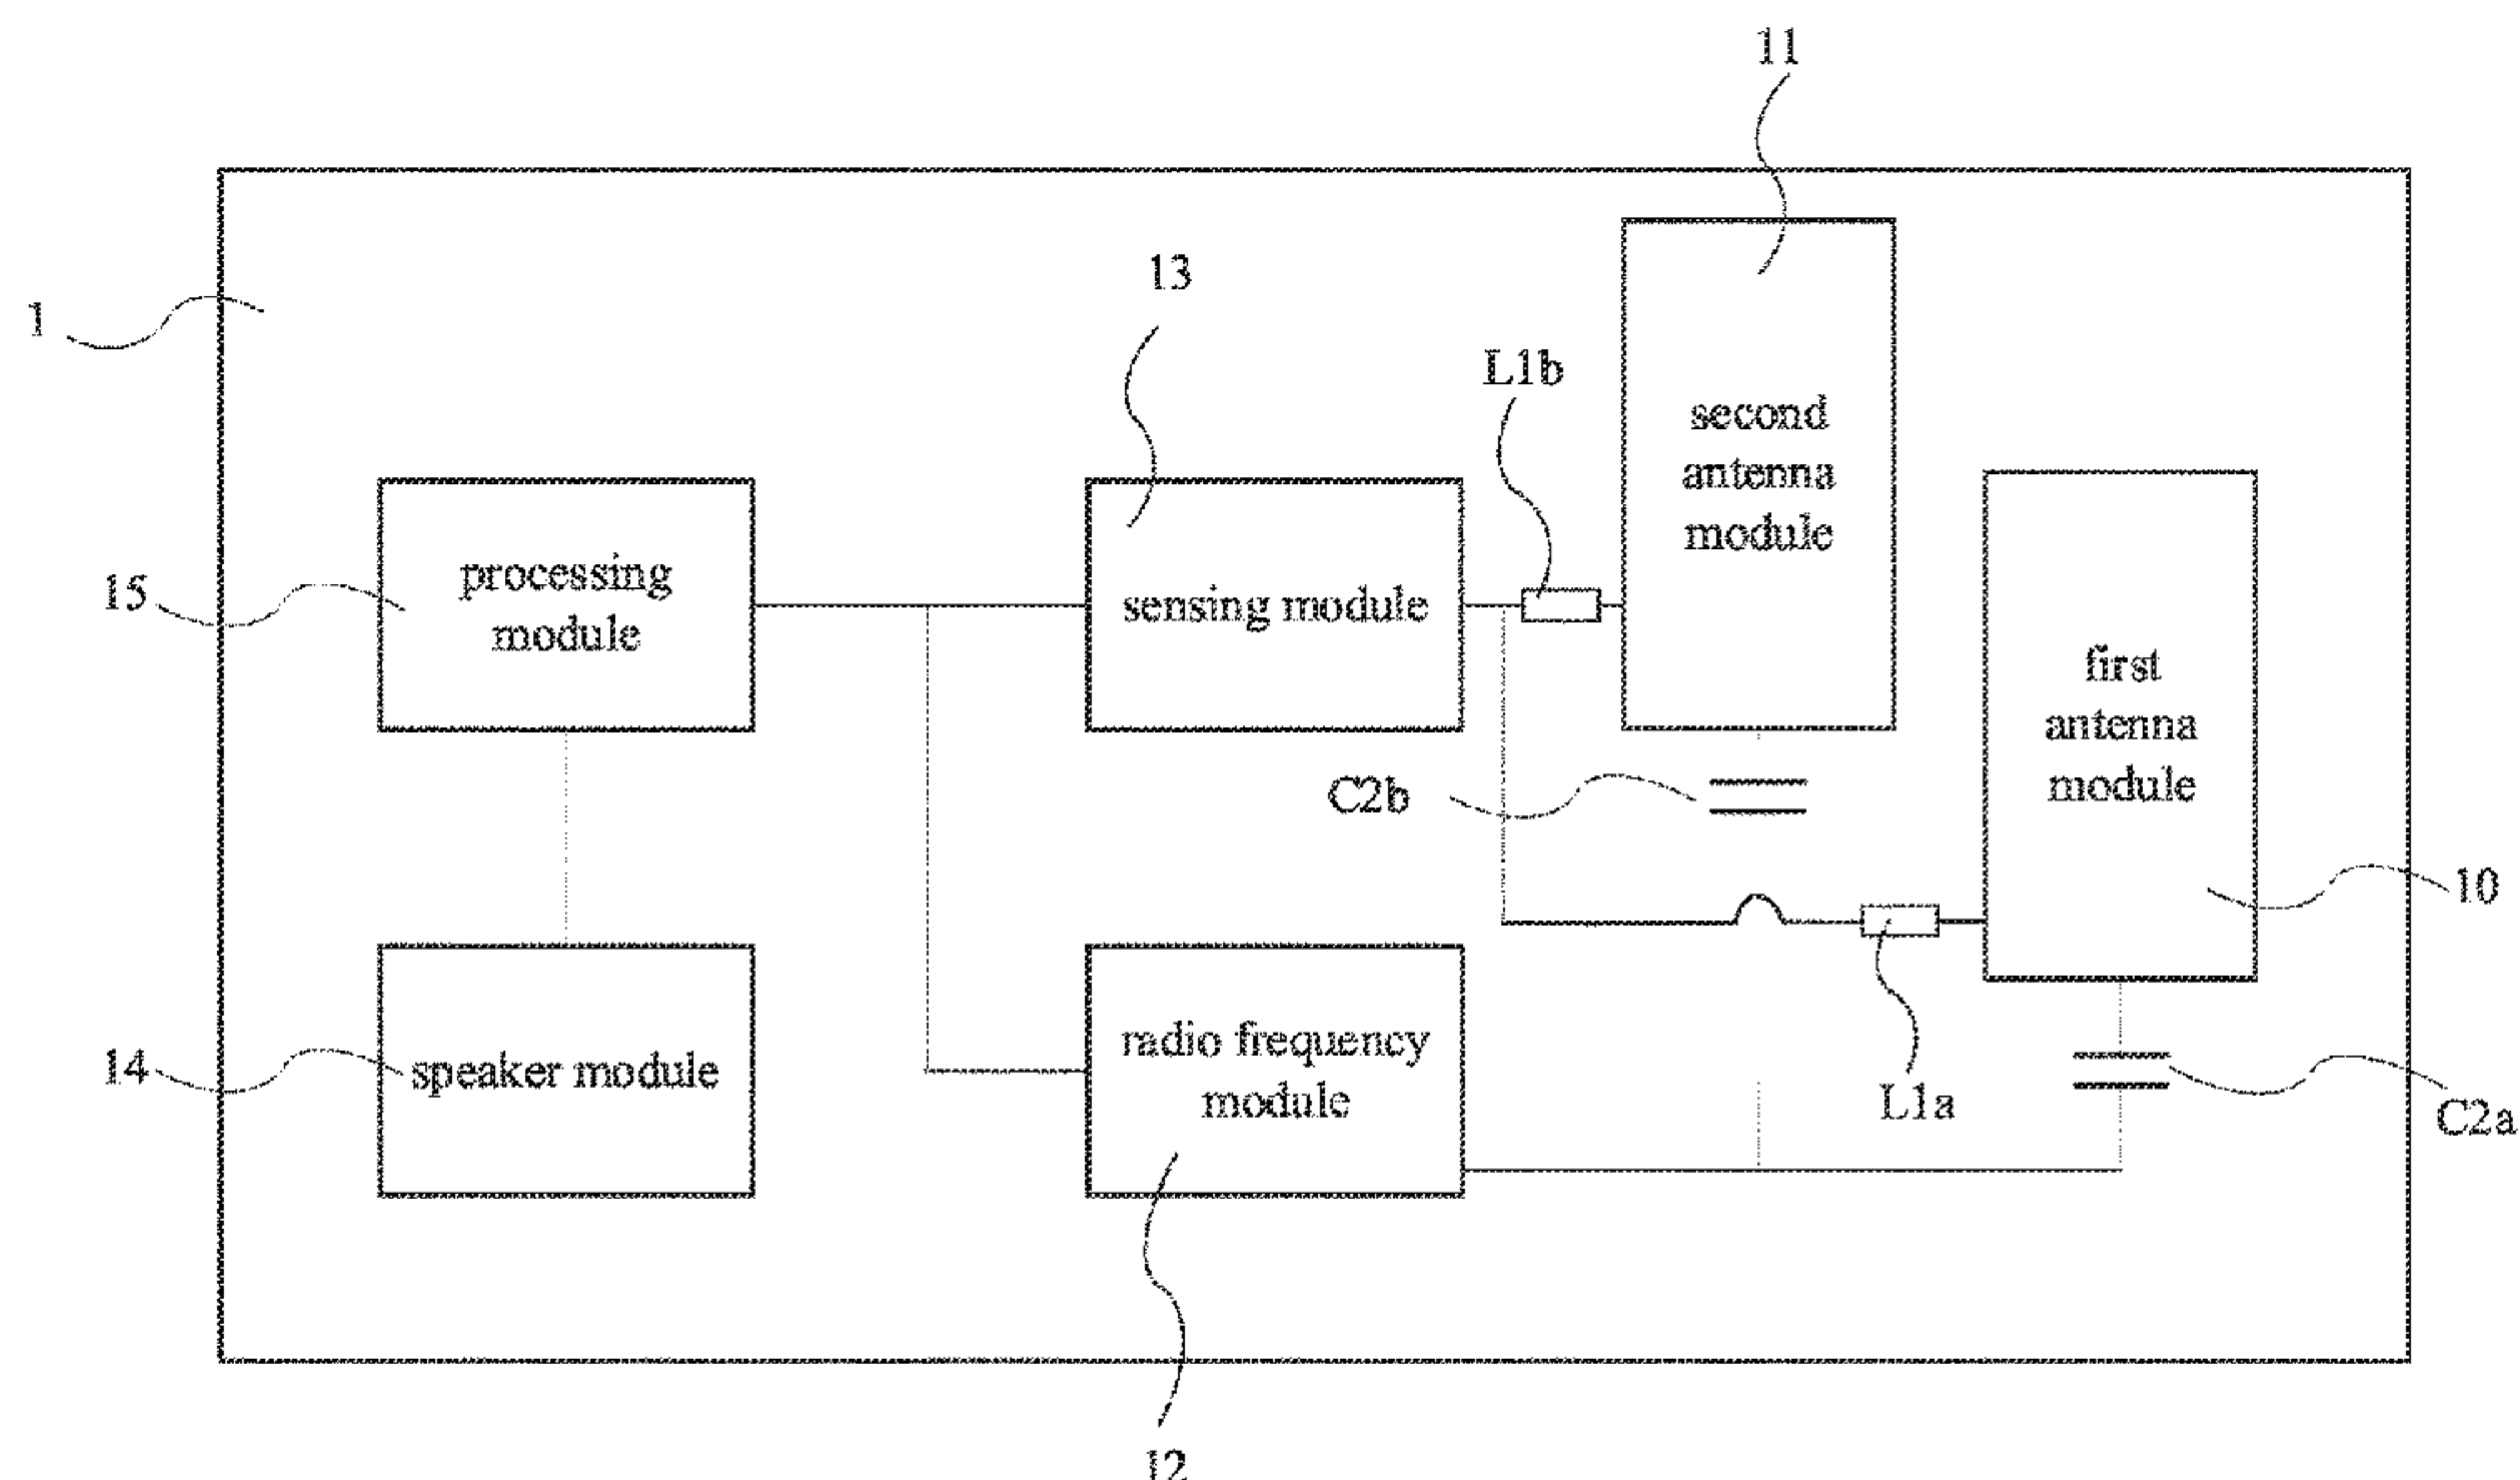 11
13
1
L1b
second
antenna
module
processing
module
15
sensing module
first
antenna
module
C2b
10
radio frequency
module
14
speaker module
L1a
C2a
12